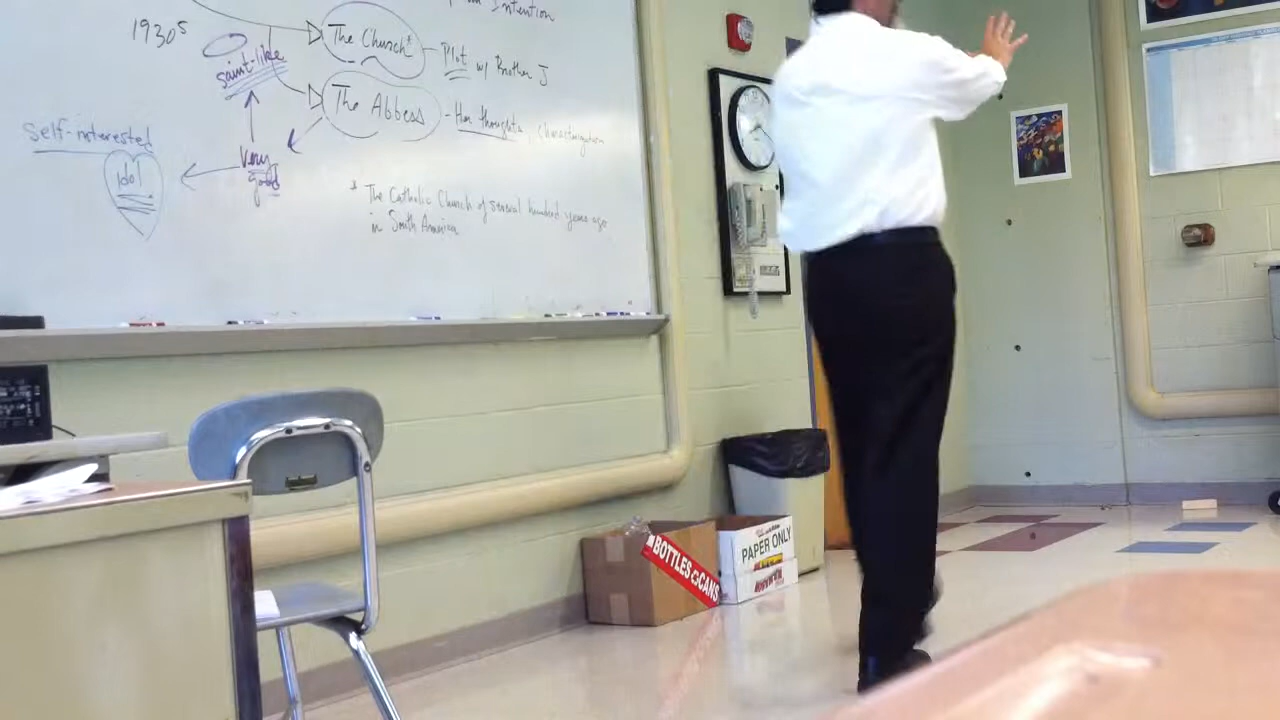 Intention
1930s
The Church*
Plot w/ Brother J
saint-like
The Abbess
- Her thoughts, characterization
Self-interested
Very good
Idol
* The Catholic Church of several hundred years ago
in South America
BOTTLES & CANS
PAPER ONLY